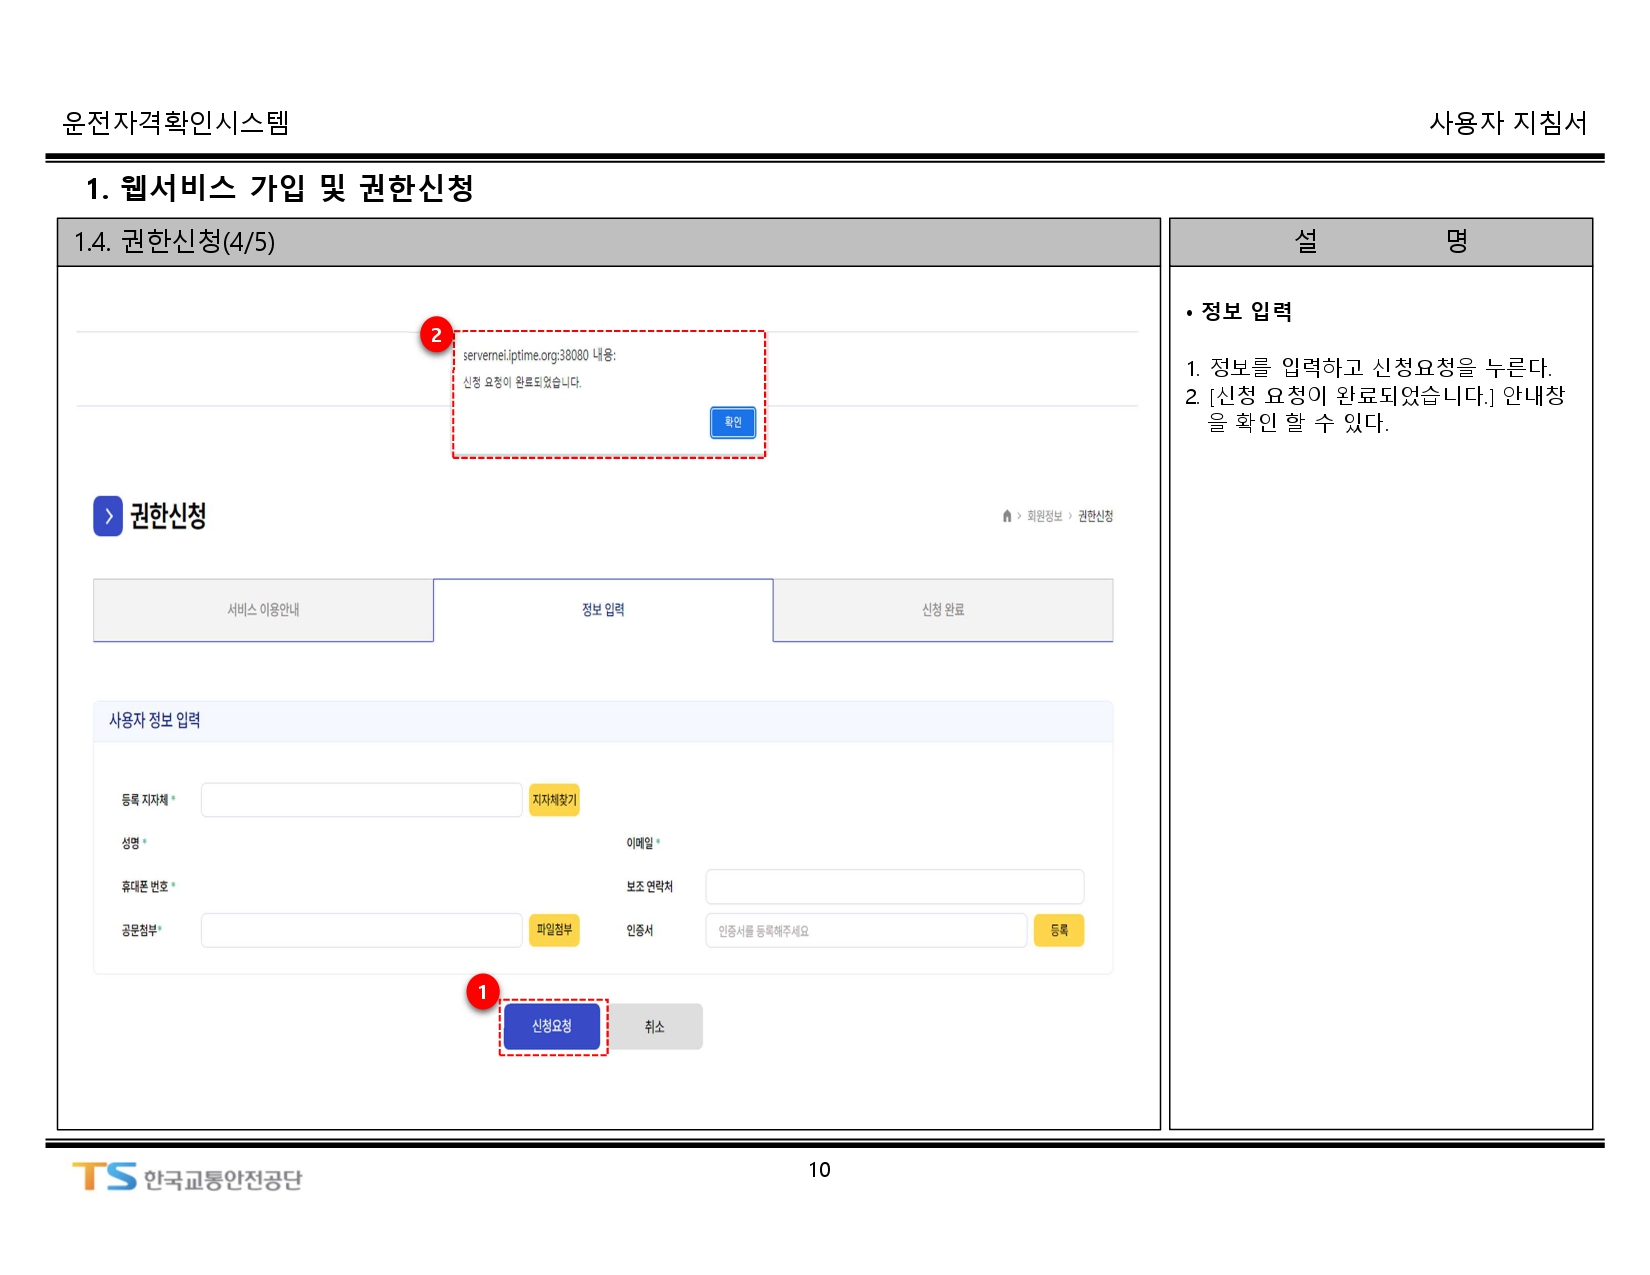 운전자격확인시스템
사용자 지침서
1. 웹서비스 가입 및 권한신청
1.4. 권한신청(4/5)
설 명
2
servernei.iptime.org:38080 내용:
신청 요청이 완료되었습니다.
확인
권한신청
> 회원정보 > 권한신청
서비스 이용안내
정보 입력
신청 완료
사용자 정보 입력
등록 지자체 *
지자체찾기
성명 *
이메일 *
휴대폰 번호 *
보조 연락처
공문첨부*
파일첨부
인증서
인증서를 등록해주세요
등록
1
신청요청
취소
• 정보 입력
1. 정보를 입력하고 신청요청을 누른다.
2. [신청 요청이 완료되었습니다.] 안내창
을 확인 할 수 있다.
TS 한국교통안전공단
10